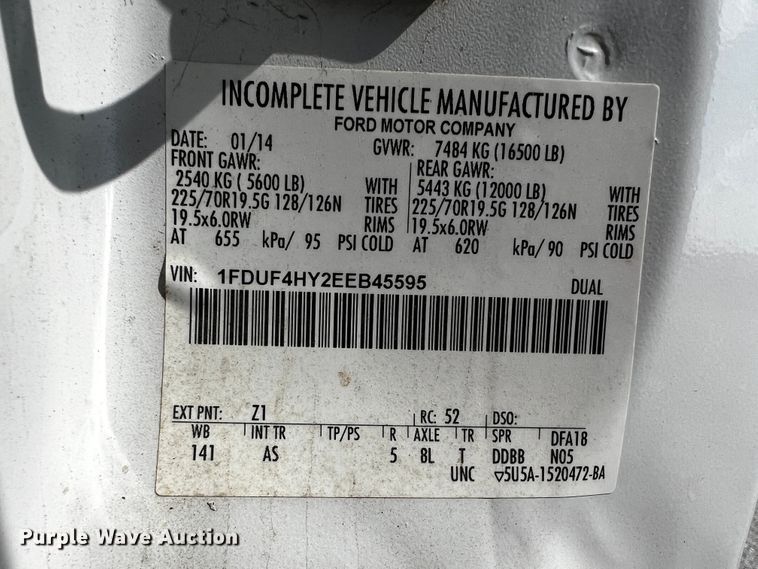 INCOMPLETE VEHICLE MANUFACTURED BY
FORD MOTOR COMPANY
DATE: 01/14 GVWR: 7484 KG (16500 LB)
FRONT GAWR: REAR GAWR:
2540 KG ( 5600 LB) WITH 5443 KG (12000 LB) WITH
225/70R19.5G 128/126N TIRES 225/70R19.5G 128/126N TIRES
19.5x6.0RW RIMS 19.5x6.0RW RIMS
AT 655 kPa/ 95 PSI COLD AT 620 kPa/ 90 PSI COLD
VIN: 1FDUF4HY2EEB45595 DUAL
EXT PNT: Z1 RC: 52 DSO:
WB INT TR TP/PS R AXLE TR SPR DFA18
141 AS 5 8L T DDBB N05
UNC ▽5U5A-1520472-BA
Purple Wave Auction